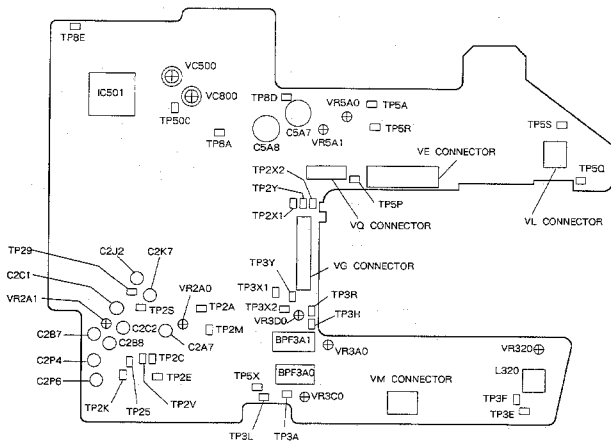 TP8E
VC500
IC501
VC800
TP50C
TP8A
TP8D
C5A7
C5A8
VR5A0
VR5A1
TP5A
TP5R
TP5S
TP5Q
VE CONNECTOR
VL CONNECTOR
TP2X2
TP2Y
TP2X1
TP5P
VQ CONNECTOR
VG CONNECTOR
TP29
C2J2
C2K7
C2C1
VR2A1
TP2S
VR2A0
TP2A
TP3Y
TP3X1
TP3X2
TP3R
VR3D0
TP3H
C2B7
C2C2
C2B8
C2A7
TP2M
C2P4
C2P6
TP2C
TP2E
TP2K
TP25
TP2V
BPF3A1
VR3A0
BPF3A0
TP5X
VR3C0
TP3L
TP3A
VM CONNECTOR
VR320
L320
TP3F
TP3E